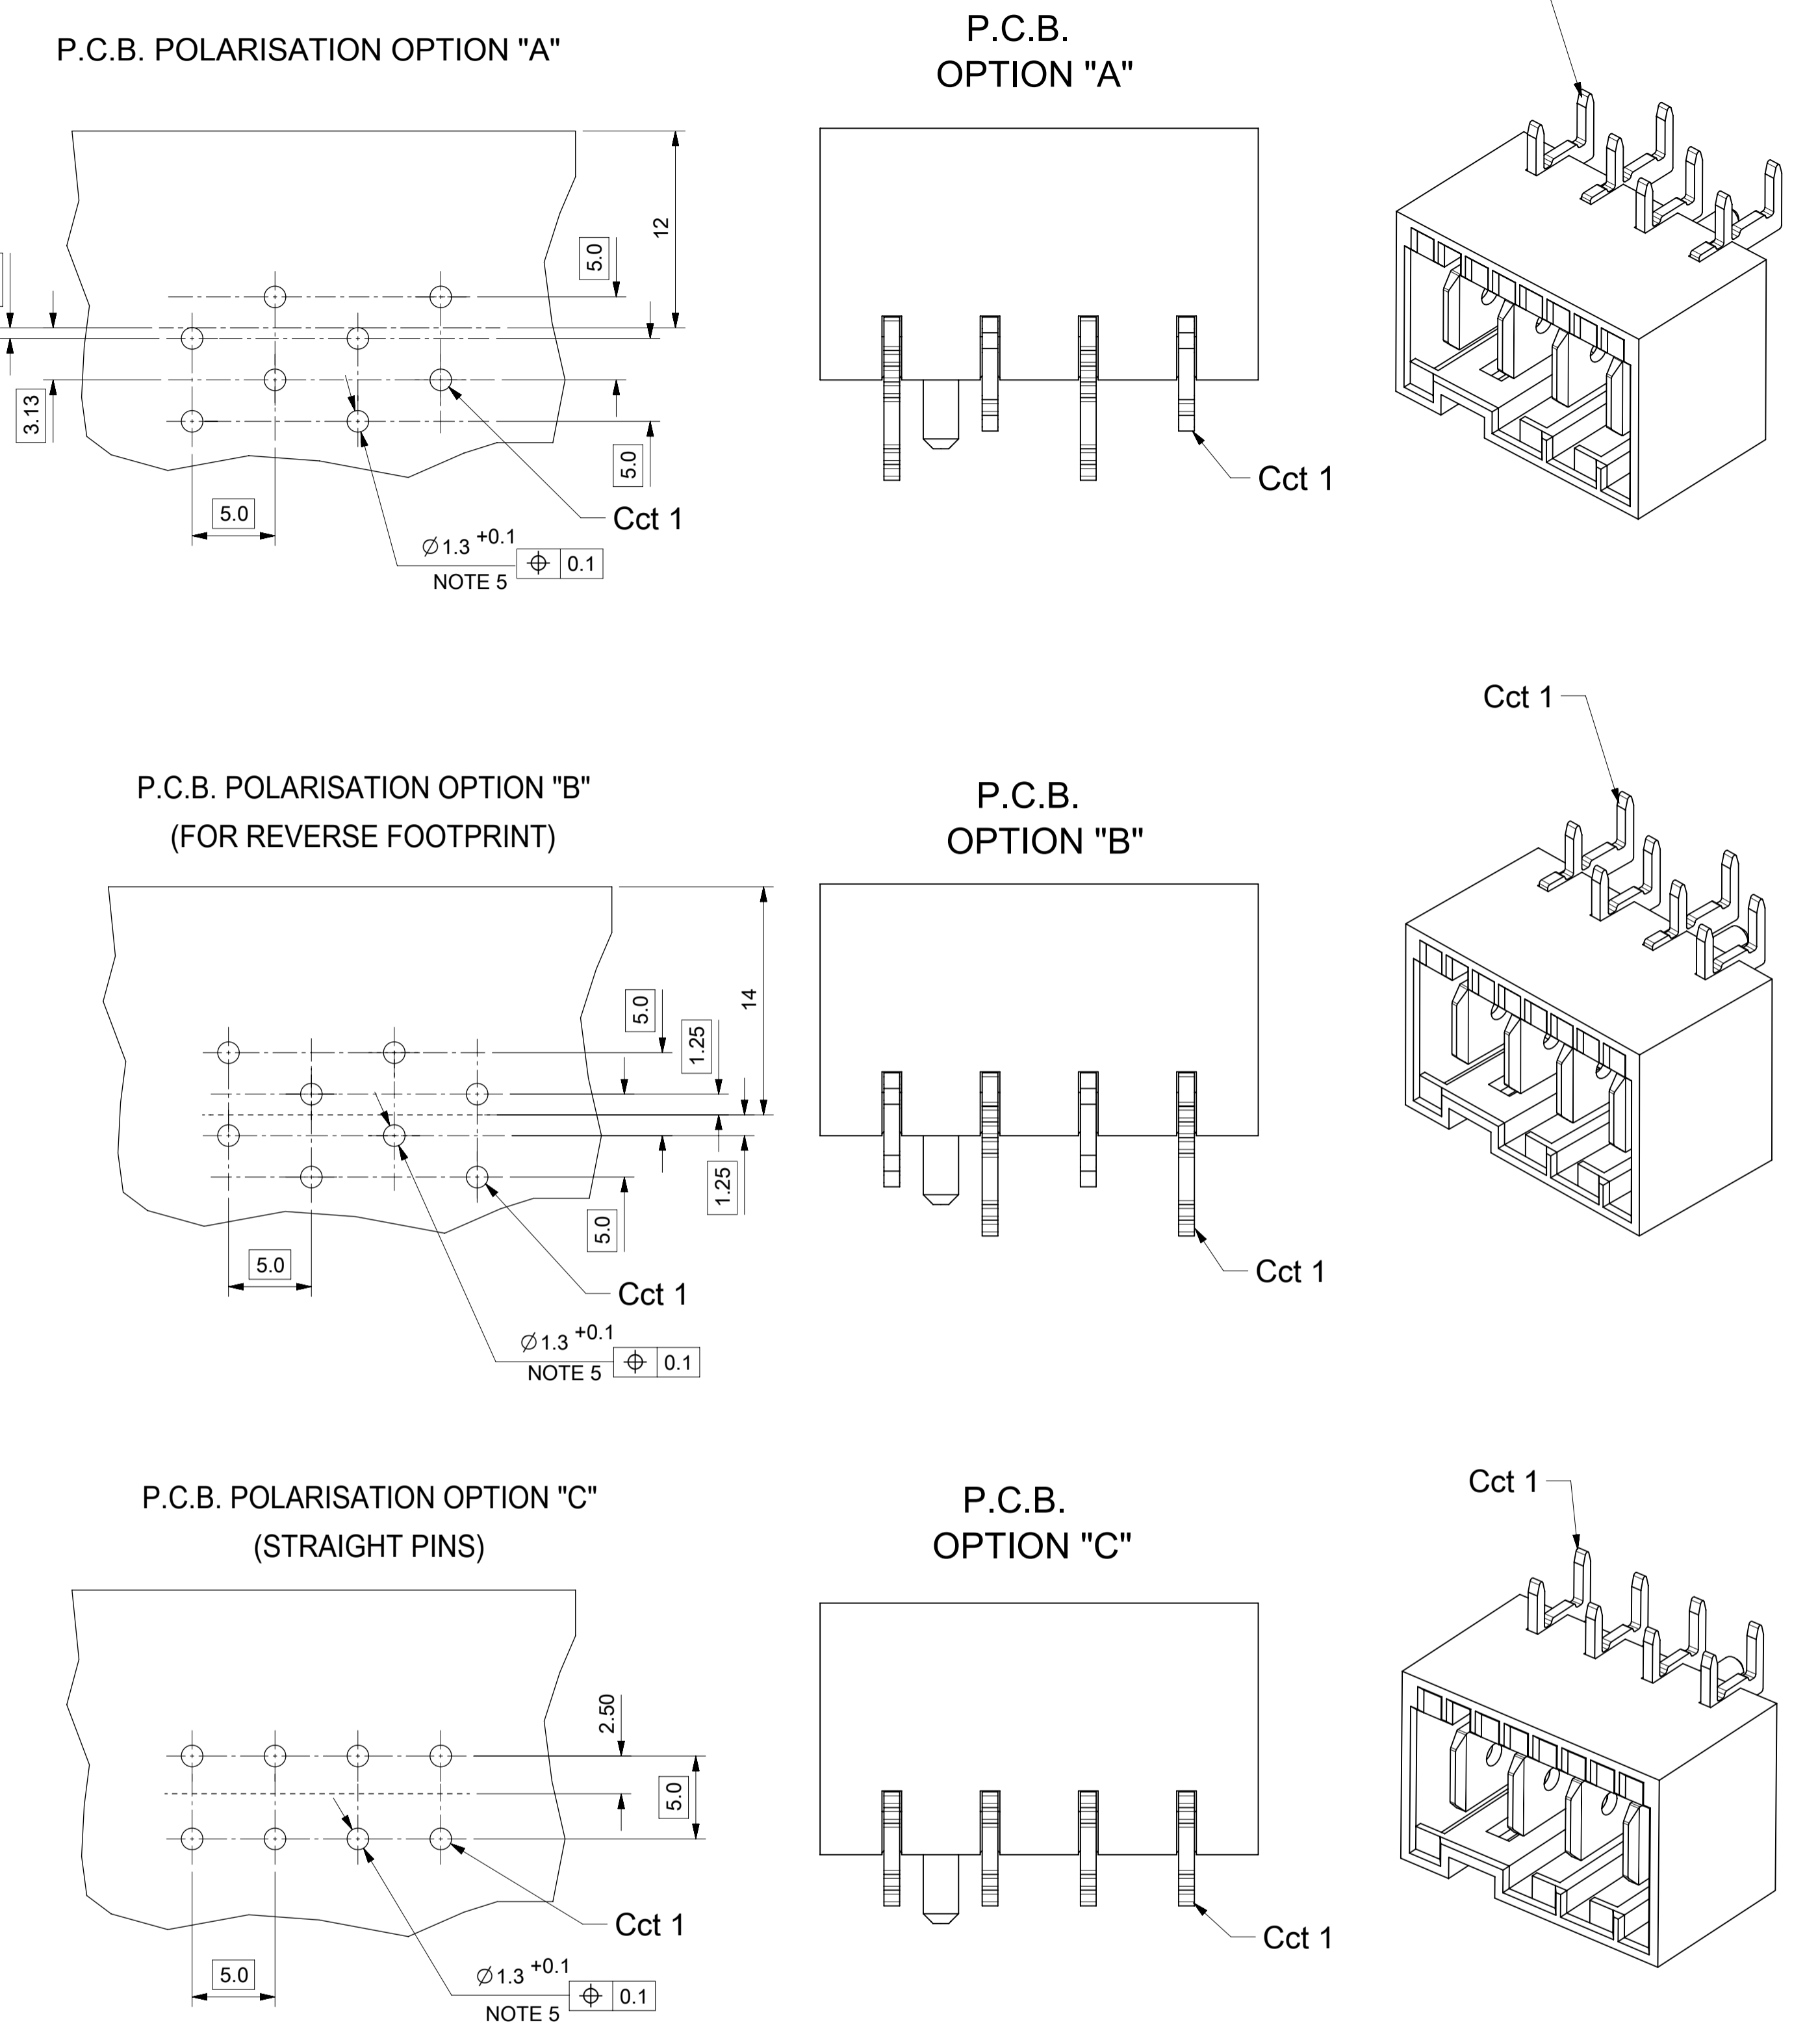 P.C.B. POLARISATION OPTION "A"
P.C.B.
OPTION "A"
12
5.0
3.13
5.0
5.0
Cct 1
Ø1.3 +0.1
⌖ 0.1
NOTE 5
Cct 1
Cct 1
P.C.B. POLARISATION OPTION "B"
(FOR REVERSE FOOTPRINT)
P.C.B.
OPTION "B"
14
5.0
1.25
1.25
5.0
5.0
Cct 1
Ø1.3 +0.1
⌖ 0.1
NOTE 5
Cct 1
Cct 1
P.C.B. POLARISATION OPTION "C"
(STRAIGHT PINS)
P.C.B.
OPTION "C"
2.50
5.0
5.0
Cct 1
Ø1.3 +0.1
⌖ 0.1
NOTE 5
Cct 1